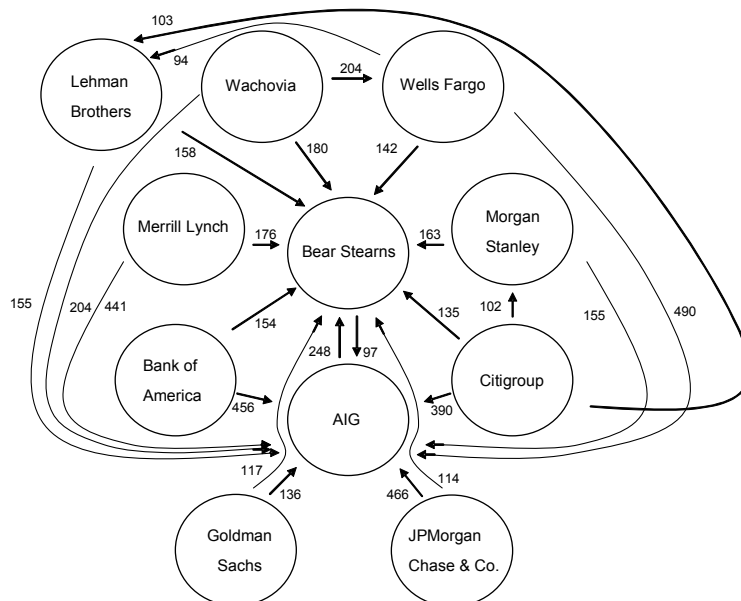 103
94
Lehman
Brothers
Wachovia
204
Wells Fargo
158
180
142
Merrill Lynch
176
Bear Stearns
163
Morgan
Stanley
155
204
441
154
135
102
155
490
Bank of
America
456
248
97
390
Citigroup
AIG
117
136
466
114
Goldman
Sachs
JPMorgan
Chase & Co.